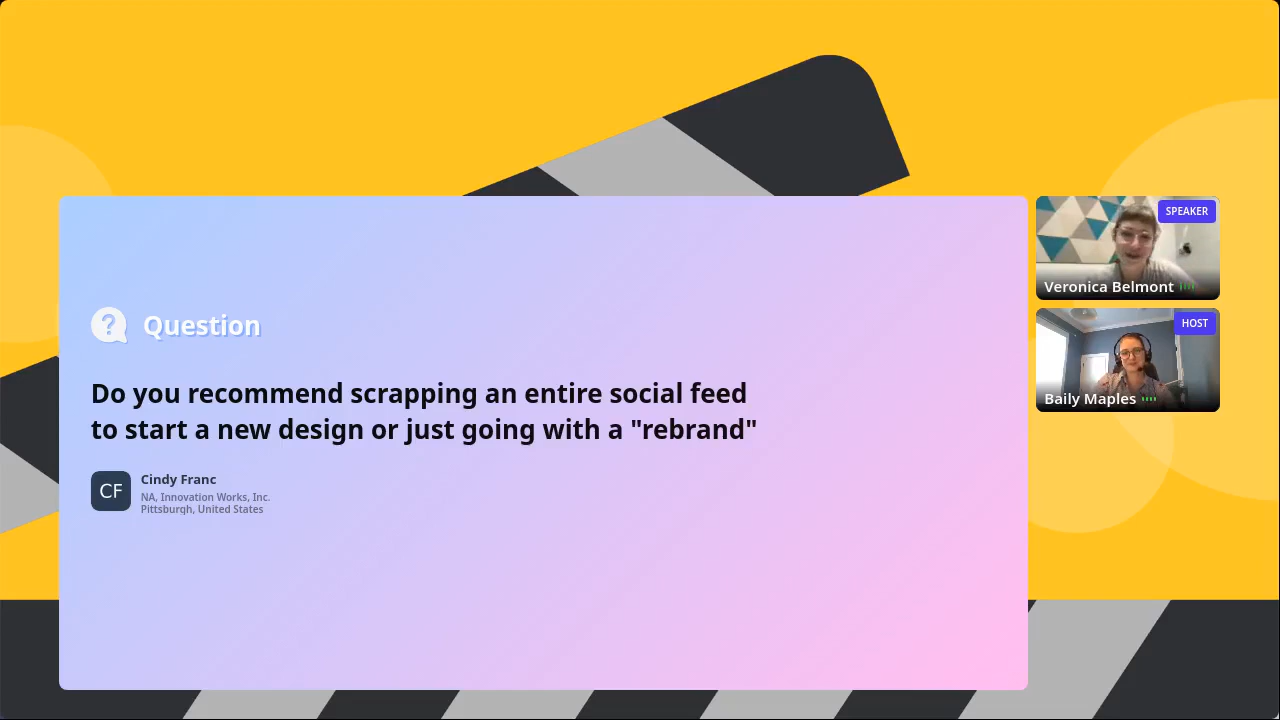 Question
Do you recommend scrapping an entire social feed
to start a new design or just going with a "rebrand"
CF
Cindy Franc
NA, Innovation Works, Inc.
Pittsburgh, United States
SPEAKER
Veronica Belmont
HOST
Baily Maples